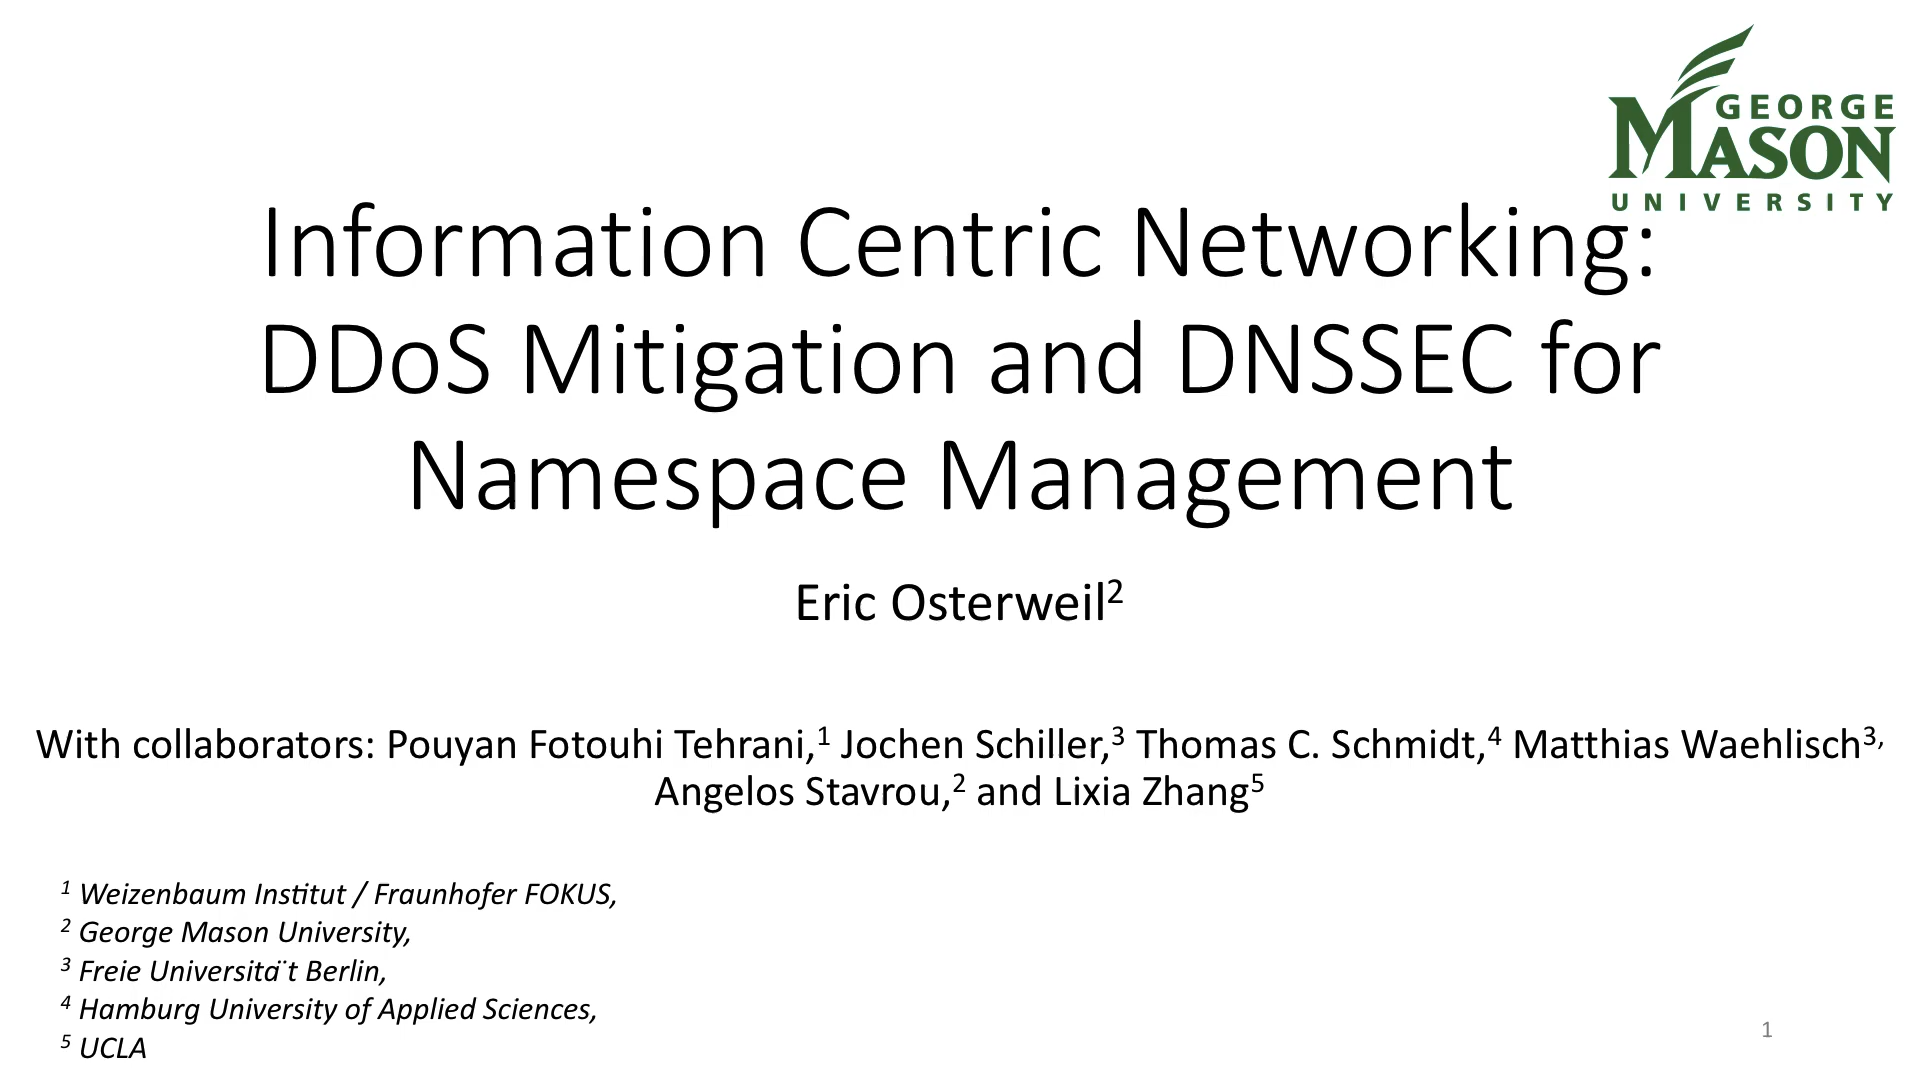 GEORGE
MASON
UNIVERSITY
Information Centric Networking:
DDoS Mitigation and DNSSEC for
Namespace Management
Eric Osterweil²
With collaborators: Pouyan Fotouhi Tehrani,¹ Jochen Schiller,³ Thomas C. Schmidt,⁴ Matthias Waehlisch³,
Angelos Stavrou,² and Lixia Zhang⁵
¹ Weizenbaum Institut / Fraunhofer FOKUS,
² George Mason University,
³ Freie Universita ̈t Berlin,
⁴ Hamburg University of Applied Sciences,
⁵ UCLA
1